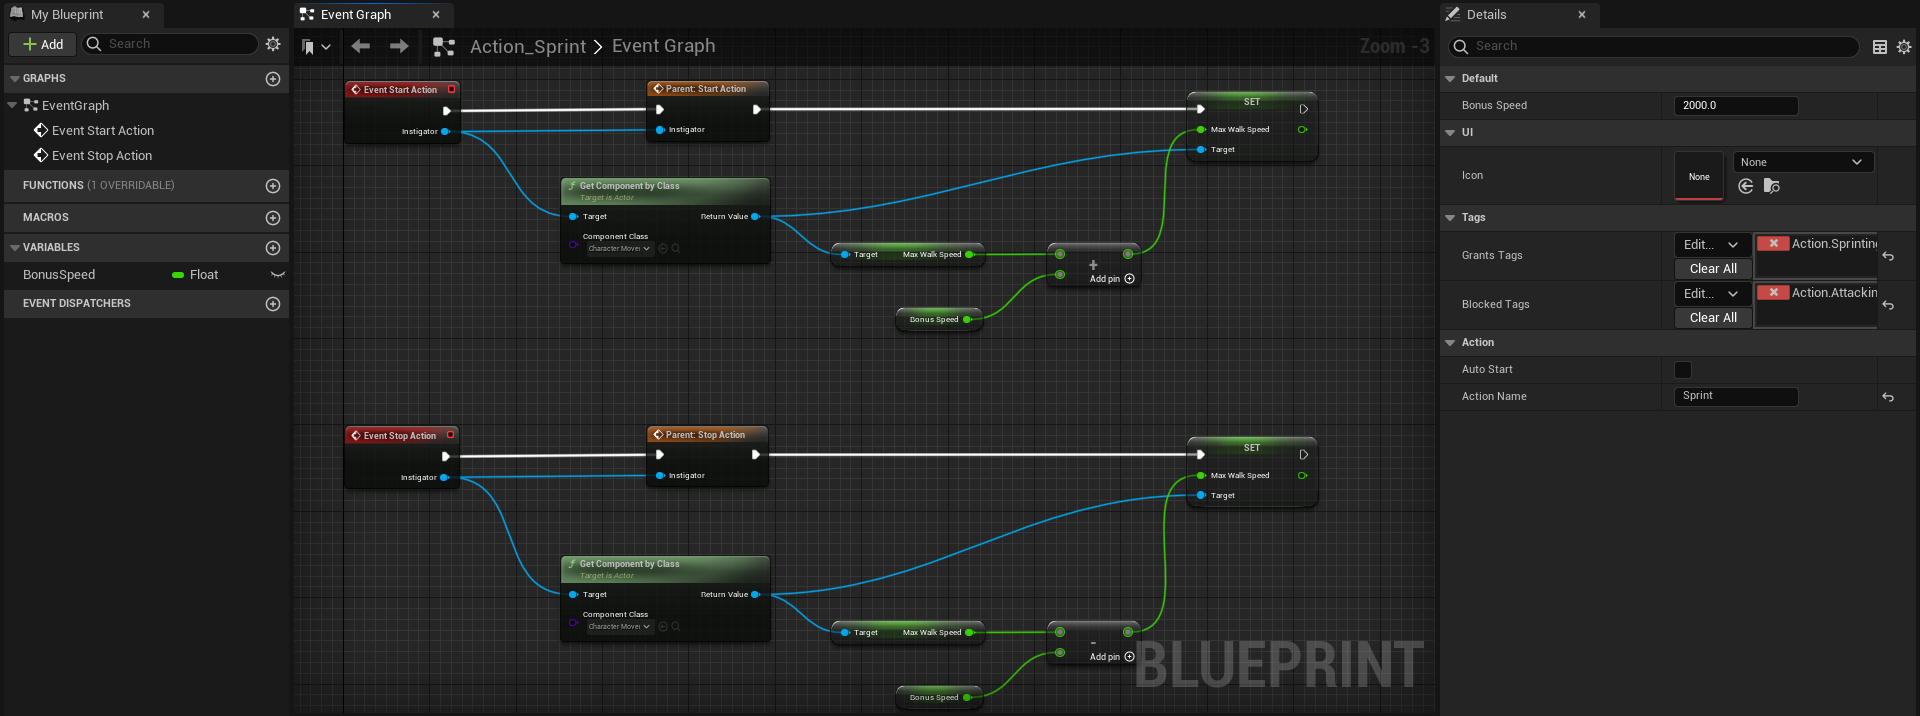 My Blueprint
Add
Search
GRAPHS
EventGraph
Event Start Action
Event Stop Action
FUNCTIONS (1 OVERRIDABLE)
MACROS
VARIABLES
BonusSpeed
Float
EVENT DISPATCHERS
Event Graph
Action_Sprint > Event Graph
Zoom -3
Event Start Action
Instigator
Parent: Start Action
Instigator
SET
Max Walk Speed
Target
Get Component by Class
Target is Actor
Target
Return Value
Component Class
Character Move
Target
Max Walk Speed
+
Add pin
Bonus Speed
Event Stop Action
Instigator
Parent: Stop Action
Instigator
SET
Max Walk Speed
Target
Get Component by Class
Target is Actor
Target
Return Value
Component Class
Character Move
Target
Max Walk Speed
-
Add pin
Bonus Speed
BLUEPRINT
Details
Search
Default
Bonus Speed
2000.0
UI
Icon
None
None
Tags
Grants Tags
Edit...
Clear All
Action.Sprintin
Blocked Tags
Edit...
Clear All
Action.Attackin
Action
Auto Start
Action Name
Sprint